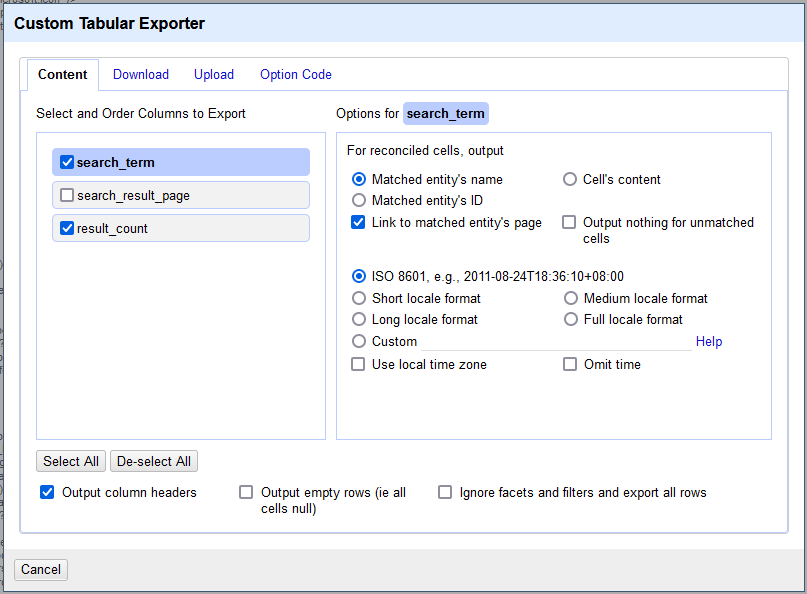 Custom Tabular Exporter
Content Download Upload Option Code
Select and Order Columns to Export
Options for search_term
search_term
search_result_page
result_count
For reconciled cells, output
Matched entity's name Cell's content
Matched entity's ID
Link to matched entity's page Output nothing for unmatched
cells
ISO 8601, e.g., 2011-08-24T18:36:10+08:00
Short locale format Medium locale format
Long locale format Full locale format
Custom Help
Use local time zone Omit time
Select All De-select All
Output column headers Output empty rows (ie all Ignore facets and filters and export all rows
cells null)
Cancel